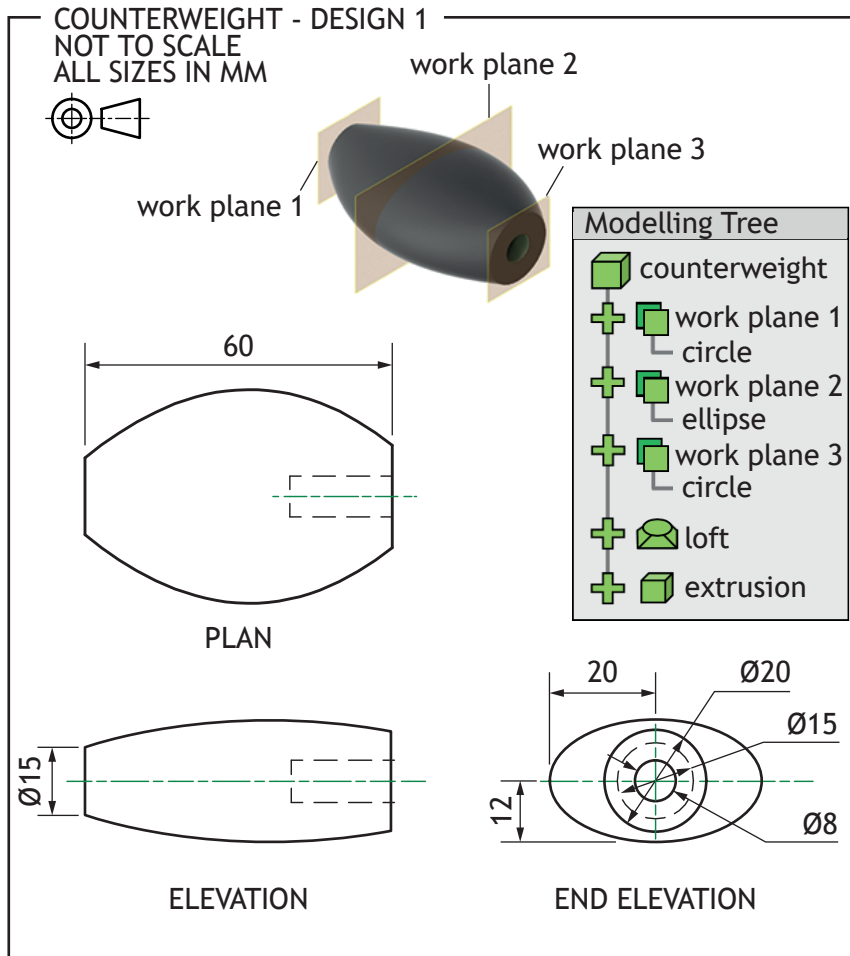 COUNTERWEIGHT - DESIGN 1
NOT TO SCALE
ALL SIZES IN MM
work plane 2
work plane 3
work plane 1
Modelling Tree
counterweight
work plane 1
circle
work plane 2
ellipse
work plane 3
circle
loft
extrusion
60
PLAN
20
Ø20
Ø15
Ø15
12
Ø8
ELEVATION
END ELEVATION